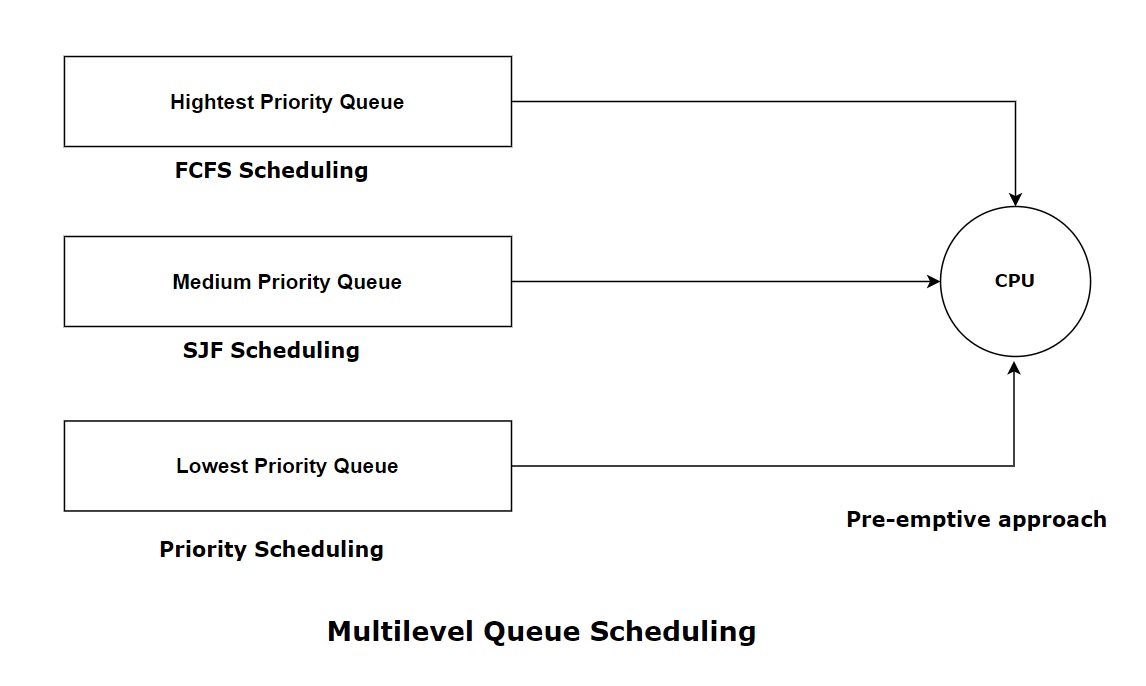 Hightest Priority Queue
FCFS Scheduling
Medium Priority Queue
CPU
SJF Scheduling
Lowest Priority Queue
Pre-emptive approach
Priority Scheduling
Multilevel Queue Scheduling